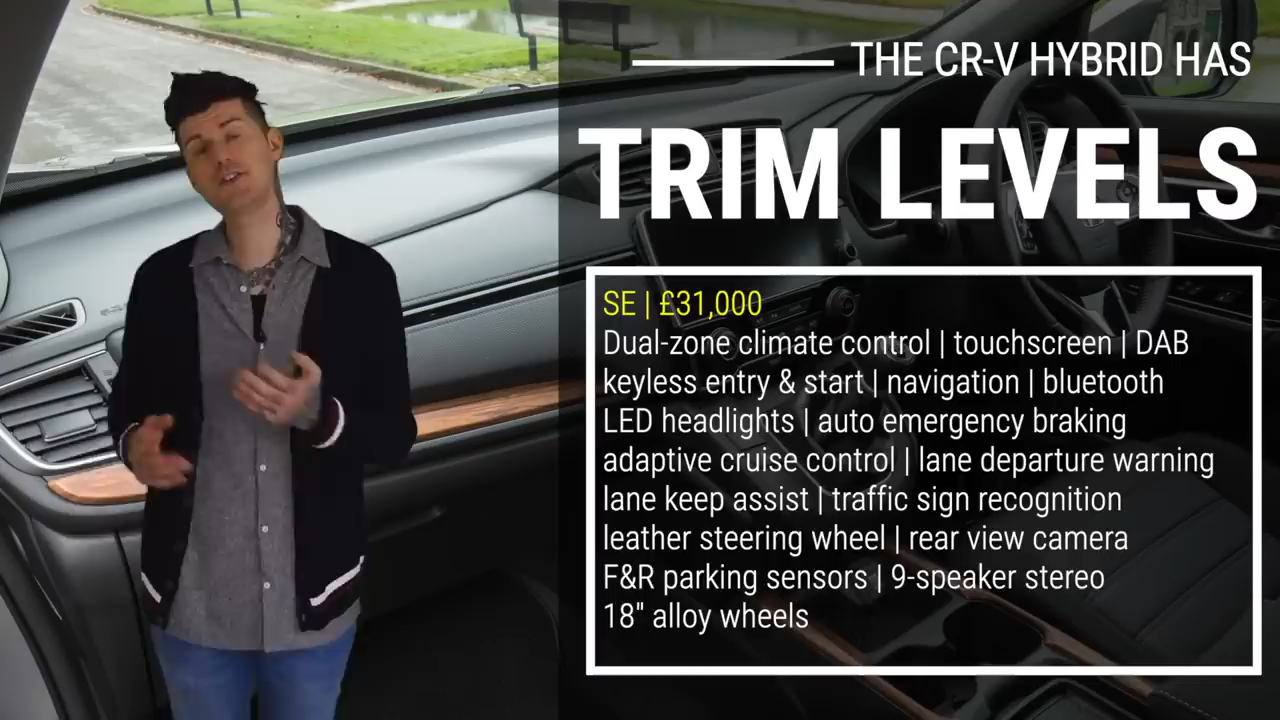 THE CR-V HYBRID HAS
TRIM LEVELS
SE | £31,000
Dual-zone climate control | touchscreen | DAB
keyless entry & start | navigation | bluetooth
LED headlights | auto emergency braking
adaptive cruise control | lane departure warning
lane keep assist | traffic sign recognition
leather steering wheel | rear view camera
F&R parking sensors | 9-speaker stereo
18" alloy wheels